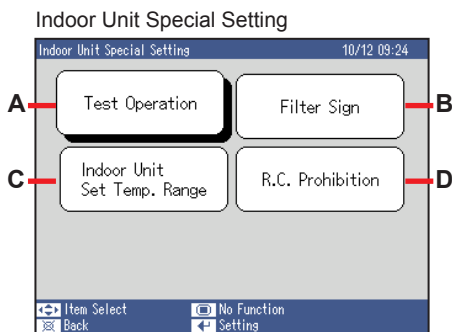 Indoor Unit Special Setting
Indoor Unit Special Setting 10/12 09:24
A Test Operation Filter Sign B
C Indoor Unit
Set Temp. Range R.C. Prohibition D
Item Select No Function
Back Setting